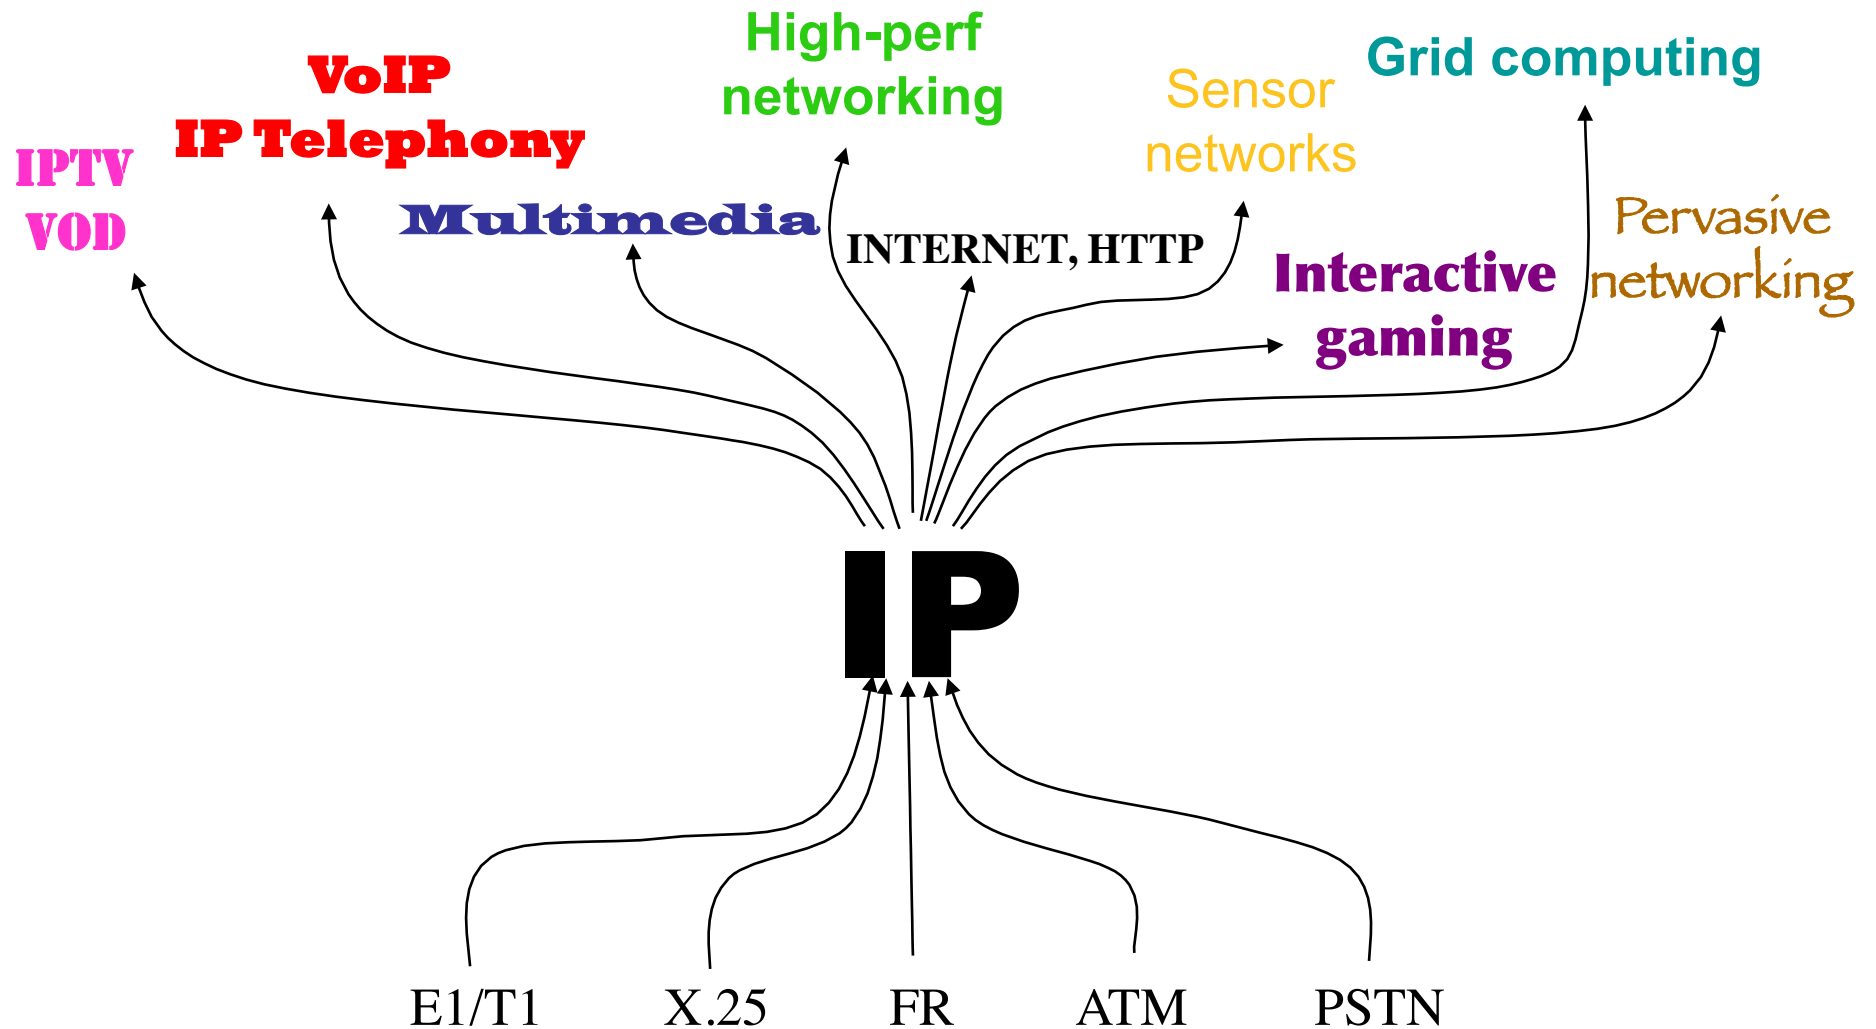 High-perf
networking
Grid computing
VoIP
IP Telephony
Sensor
networks
IPTV
VOD
Multimedia
INTERNET, HTTP
Pervasive
networking
Interactive
gaming
IP
E1/T1
X.25
FR
ATM
PSTN